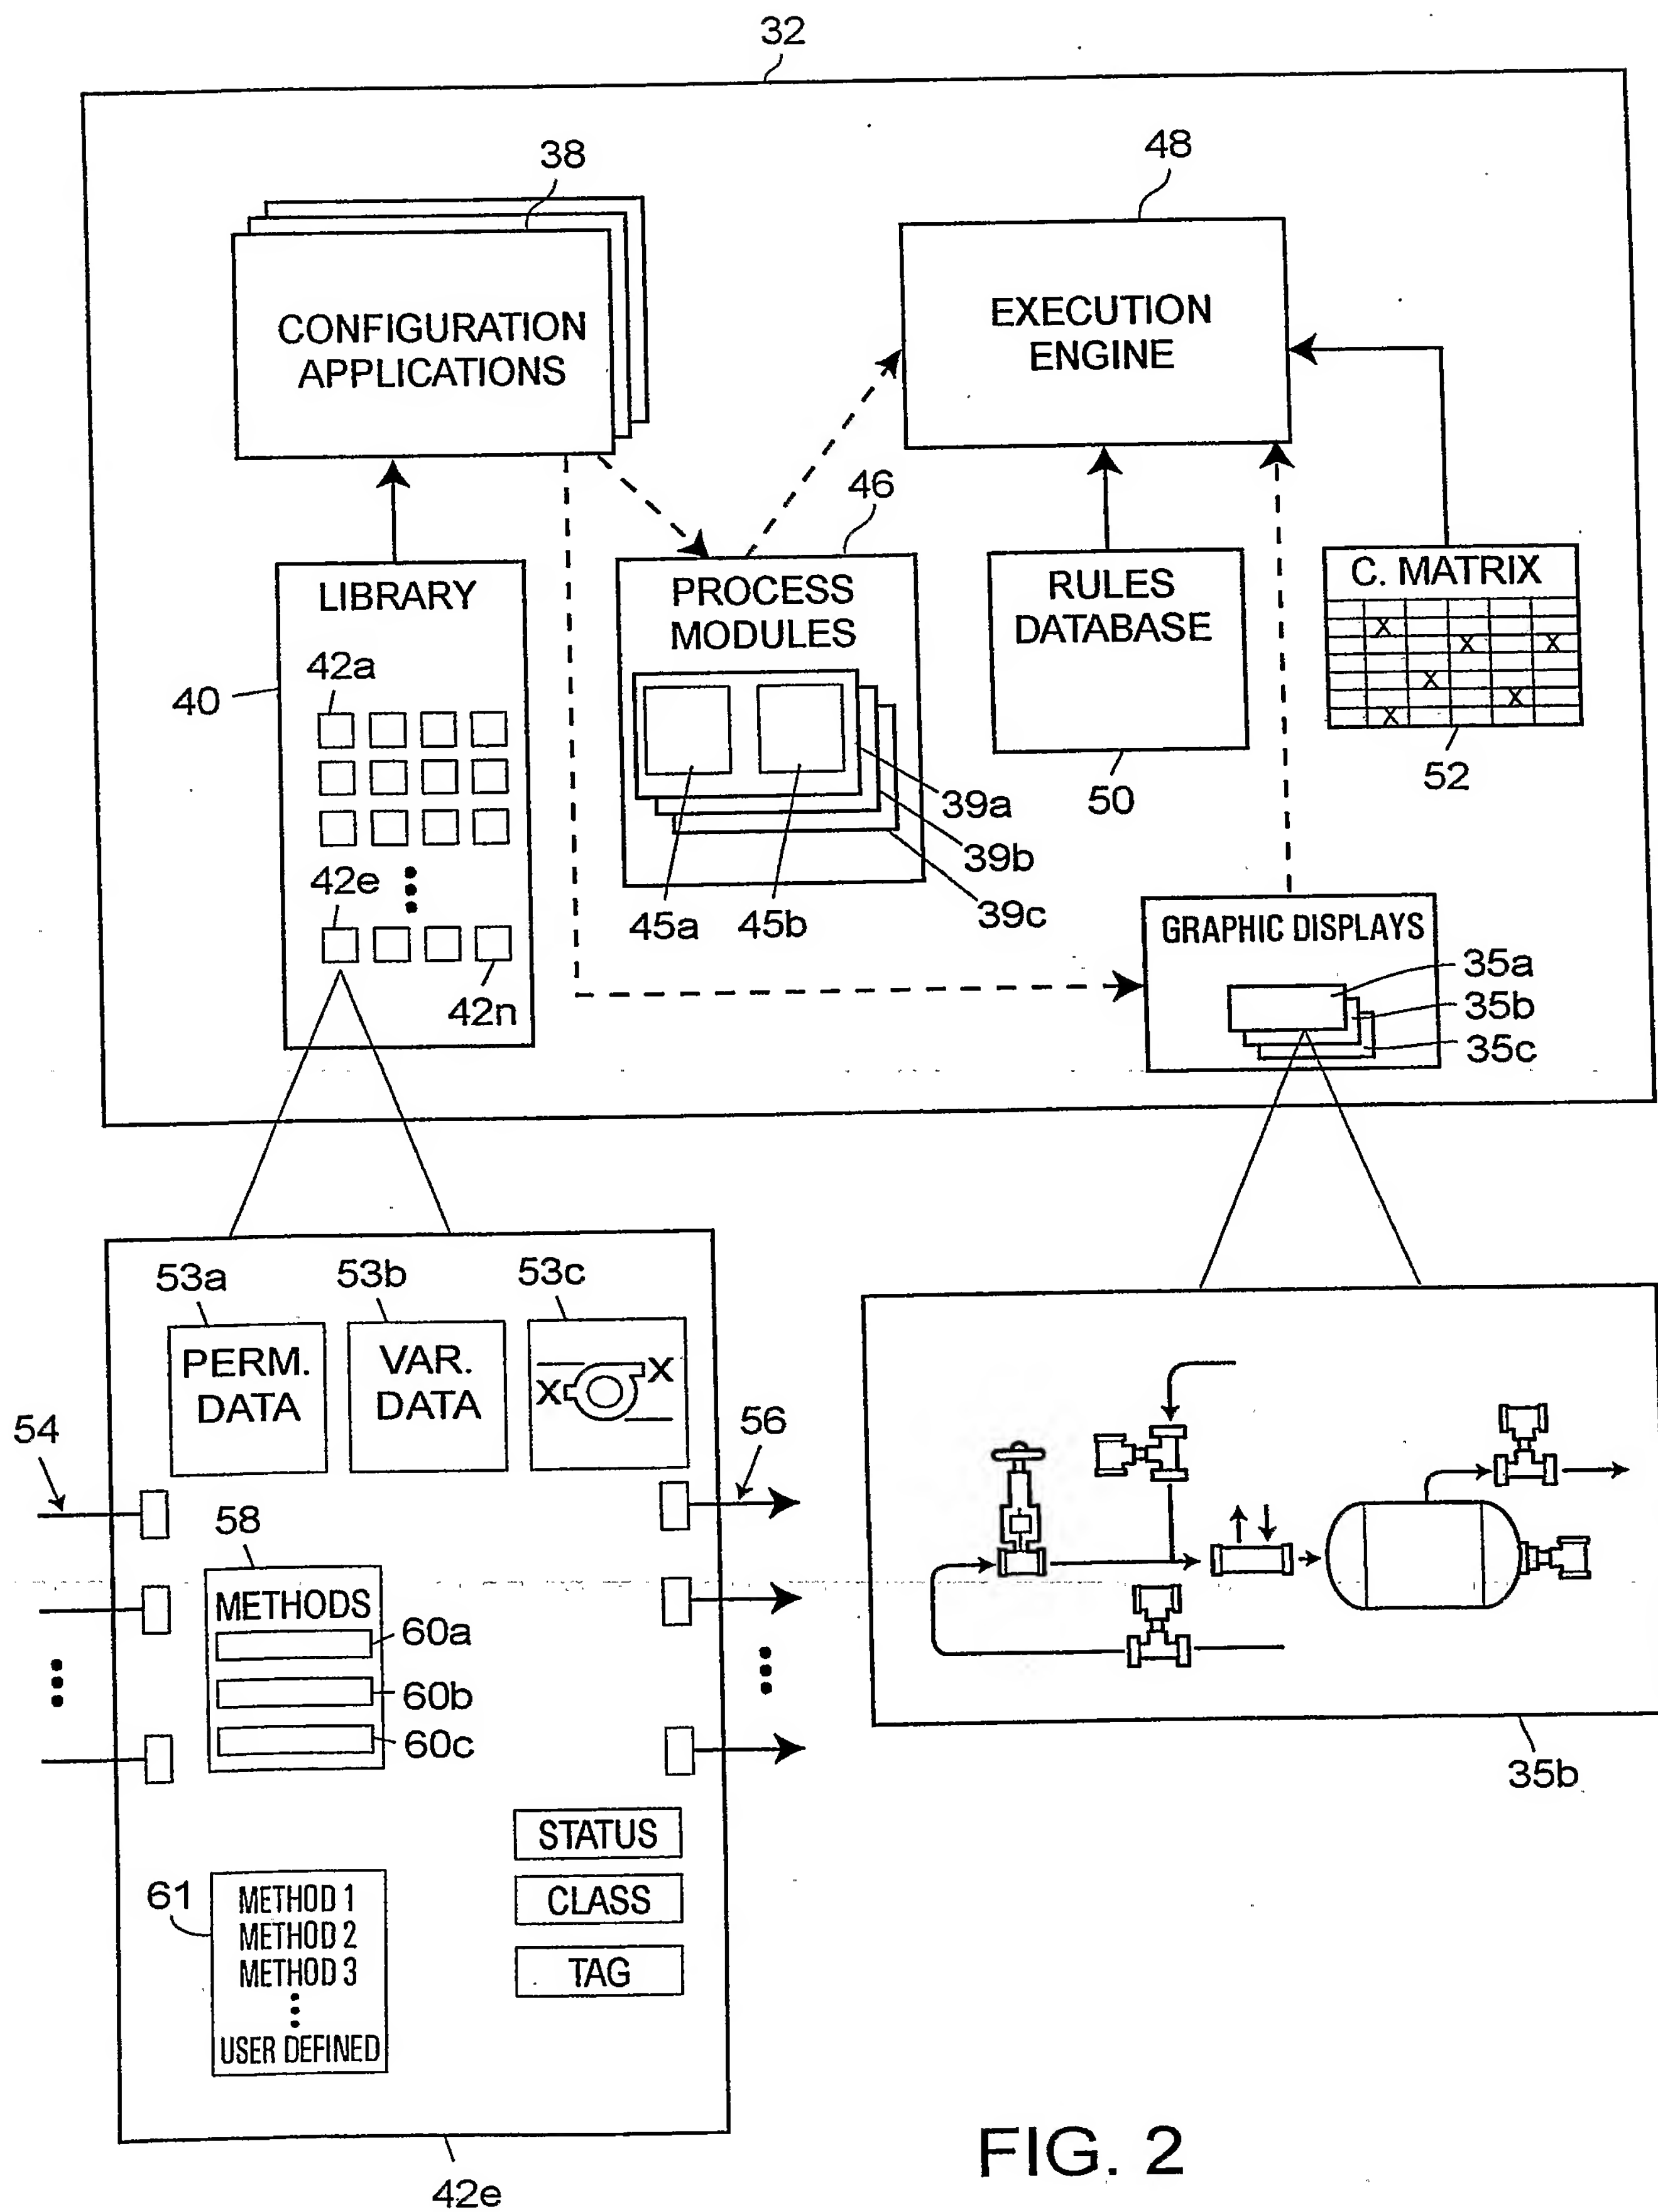 32
38
48
CONFIGURATION
APPLICATIONS
EXECUTION
ENGINE
46
LIBRARY
42a
40
42e
42n
PROCESS
MODULES
39a
39b
39c
45a
45b
RULES
DATABASE
50
C. MATRIX
X
X
X
X
X
X
52
GRAPHIC DISPLAYS
35a
35b
35c
53a
53b
53c
PERM.
DATA
VAR.
DATA
X
X
54
56
58
METHODS
60a
60b
60c
STATUS
CLASS
TAG
61
METHOD 1
METHOD 2
METHOD 3
USER DEFINED
42e
35b
FIG. 2